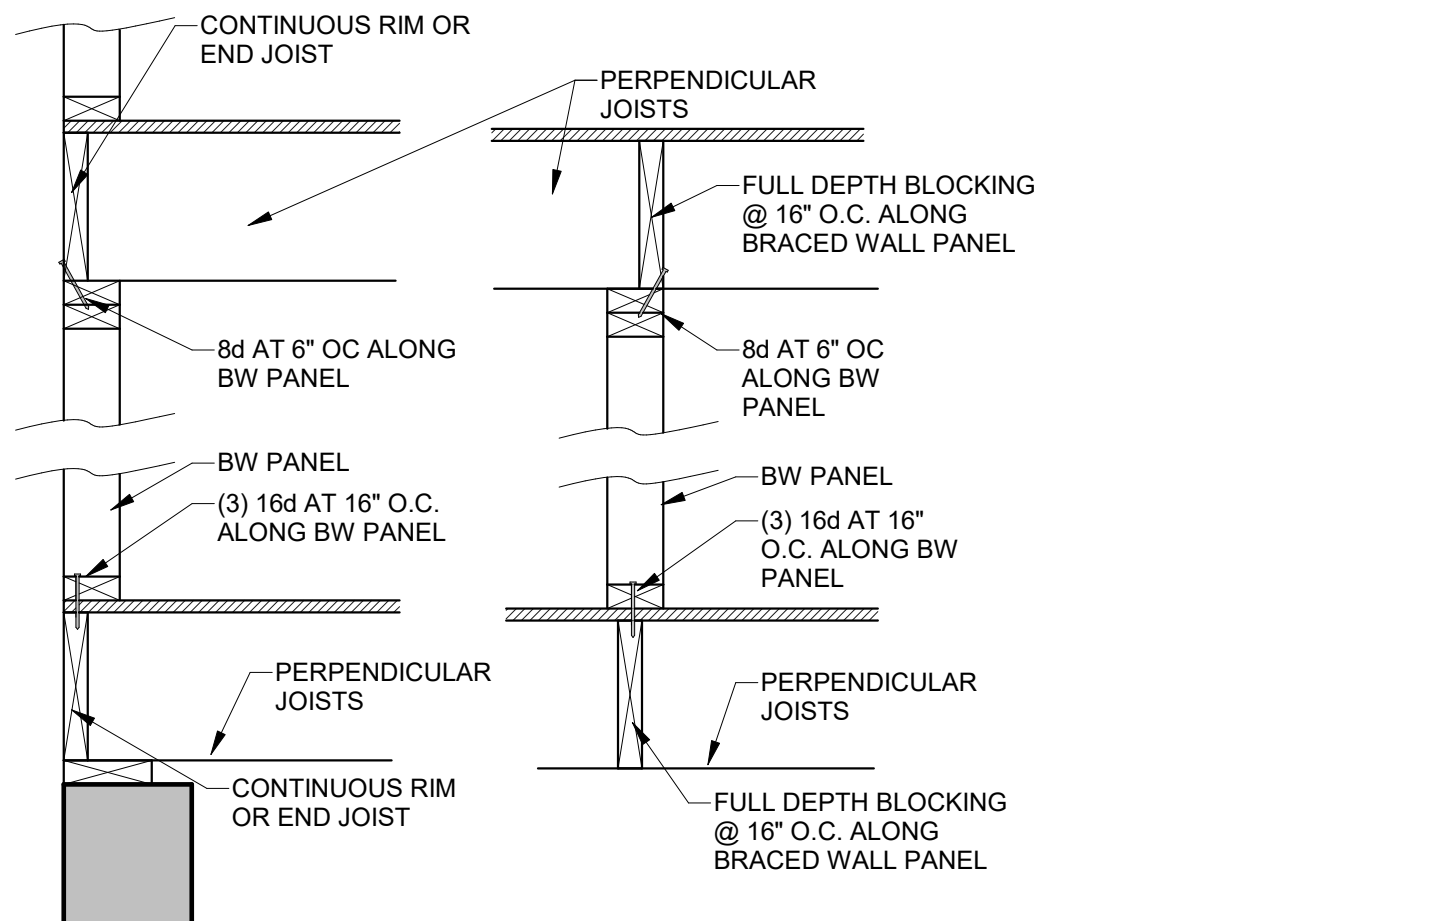 CONTINUOUS RIM OR
END JOIST
PERPENDICULAR
JOISTS
FULL DEPTH BLOCKING
@ 16" O.C. ALONG
BRACED WALL PANEL
8d AT 6" OC ALONG
BW PANEL
8d AT 6" OC
ALONG BW
PANEL
BW PANEL
(3) 16d AT 16" O.C.
ALONG BW PANEL
BW PANEL
(3) 16d AT 16"
O.C. ALONG BW
PANEL
PERPENDICULAR
JOISTS
PERPENDICULAR
JOISTS
CONTINUOUS RIM
OR END JOIST
FULL DEPTH BLOCKING
@ 16" O.C. ALONG
BRACED WALL PANEL